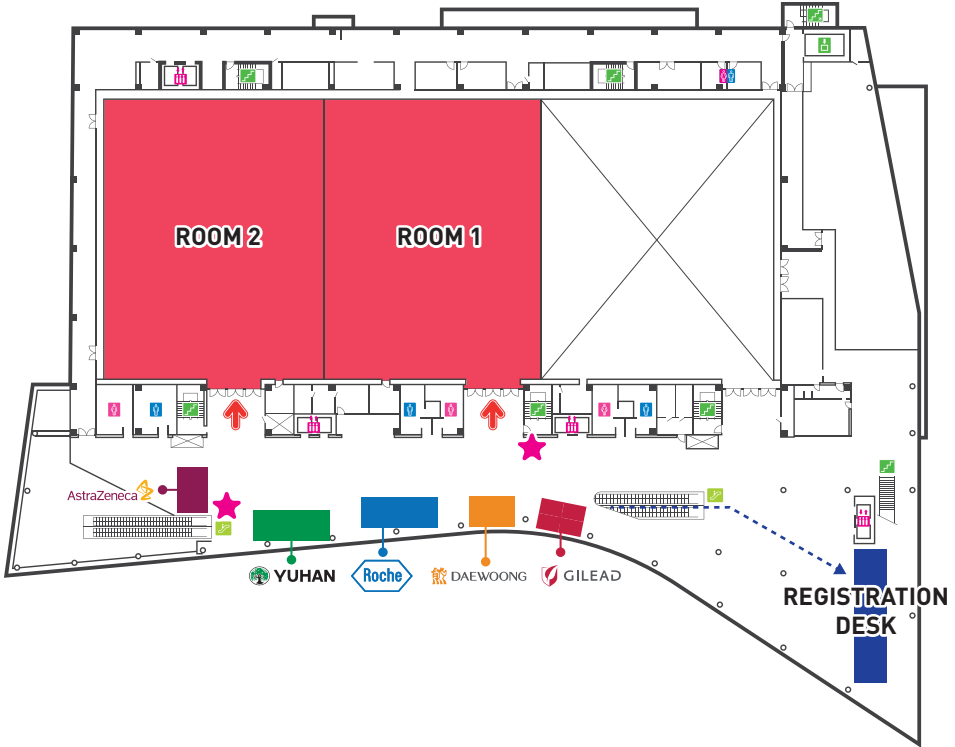 ROOM 2
ROOM 1
AstraZeneca
YUHAN
Roche
DAEWOONG
GILEAD
REGISTRATION
DESK